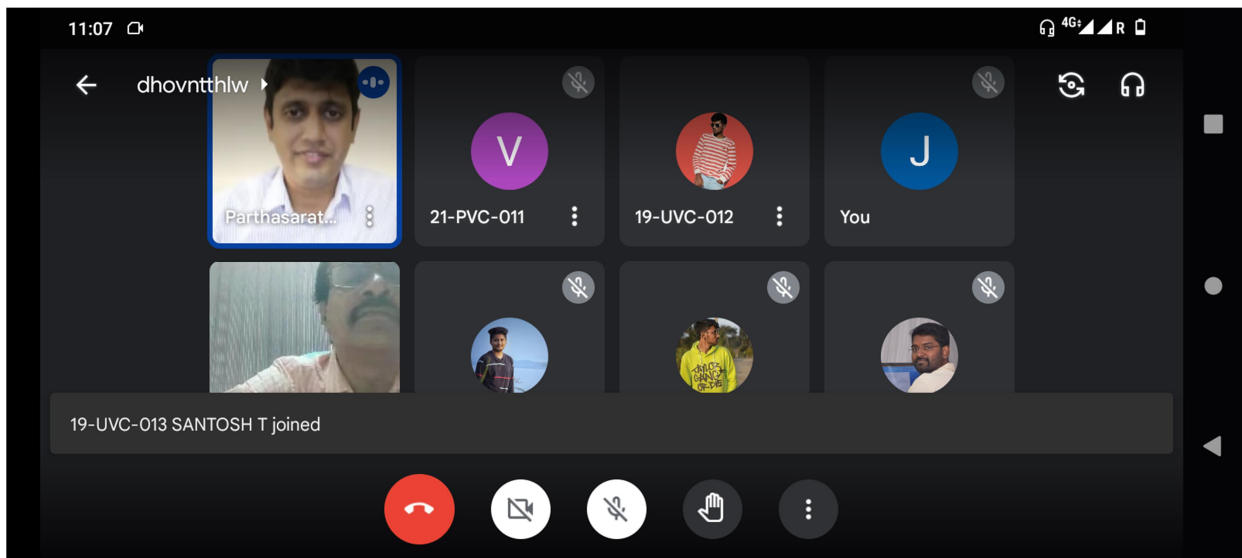 11:07
4G R
dhovntthlw
Parthasarat...
V
21-PVC-011
19-UVC-012
J
You
19-UVC-013 SANTOSH T joined